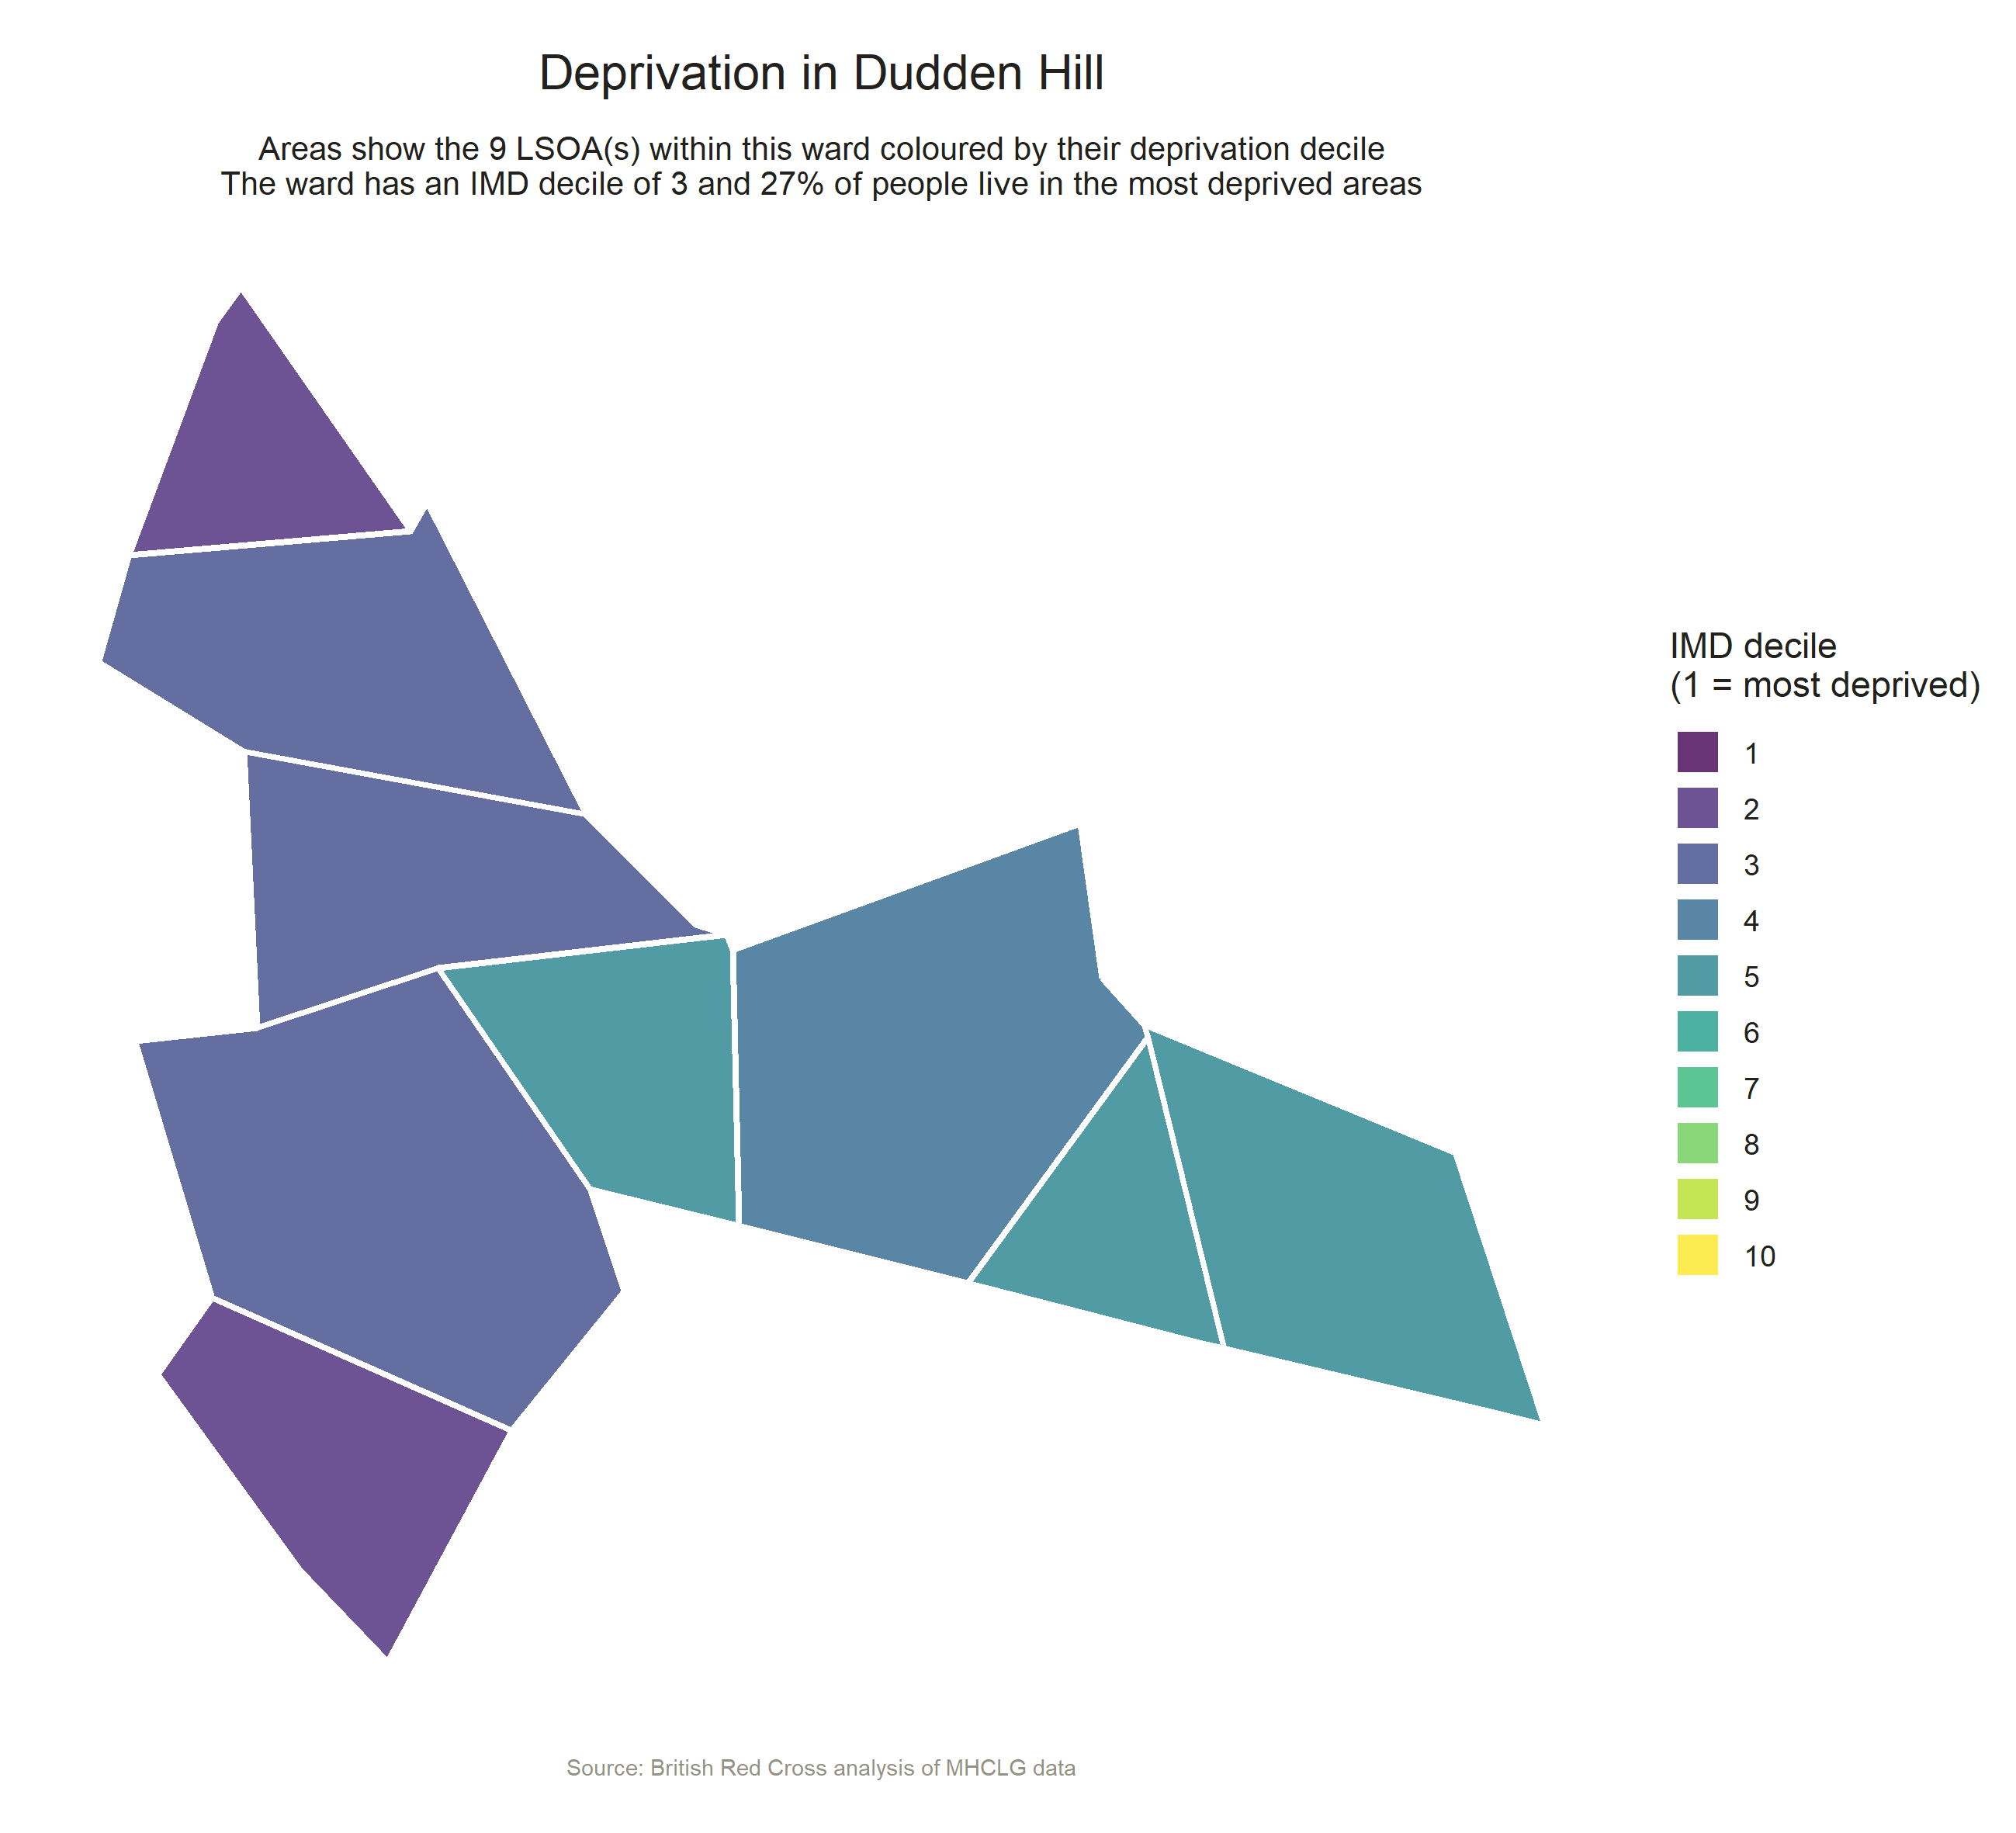 Deprivation in Dudden Hill
Areas show the 9 LSOA(s) within this ward coloured by their deprivation decile
The ward has an IMD decile of 3 and 27% of people live in the most deprived areas
IMD decile
(1 = most deprived)
1
2
3
4
5
6
7
8
9
10
Source: British Red Cross analysis of MHCLG data